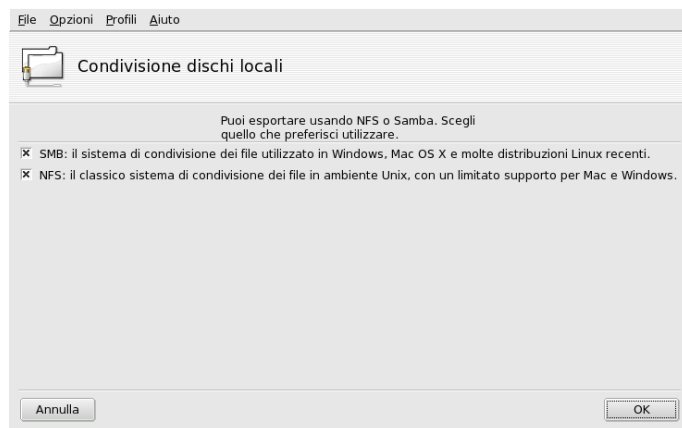 File Opzioni Profili Aiuto
Condivisione dischi locali
Puoi esportare usando NFS o Samba. Scegli
quello che preferisci utilizzare.
SMB: il sistema di condivisione dei file utilizzato in Windows, Mac OS X e molte distribuzioni Linux recenti.
NFS: il classico sistema di condivisione dei file in ambiente Unix, con un limitato supporto per Mac e Windows.
Annulla OK